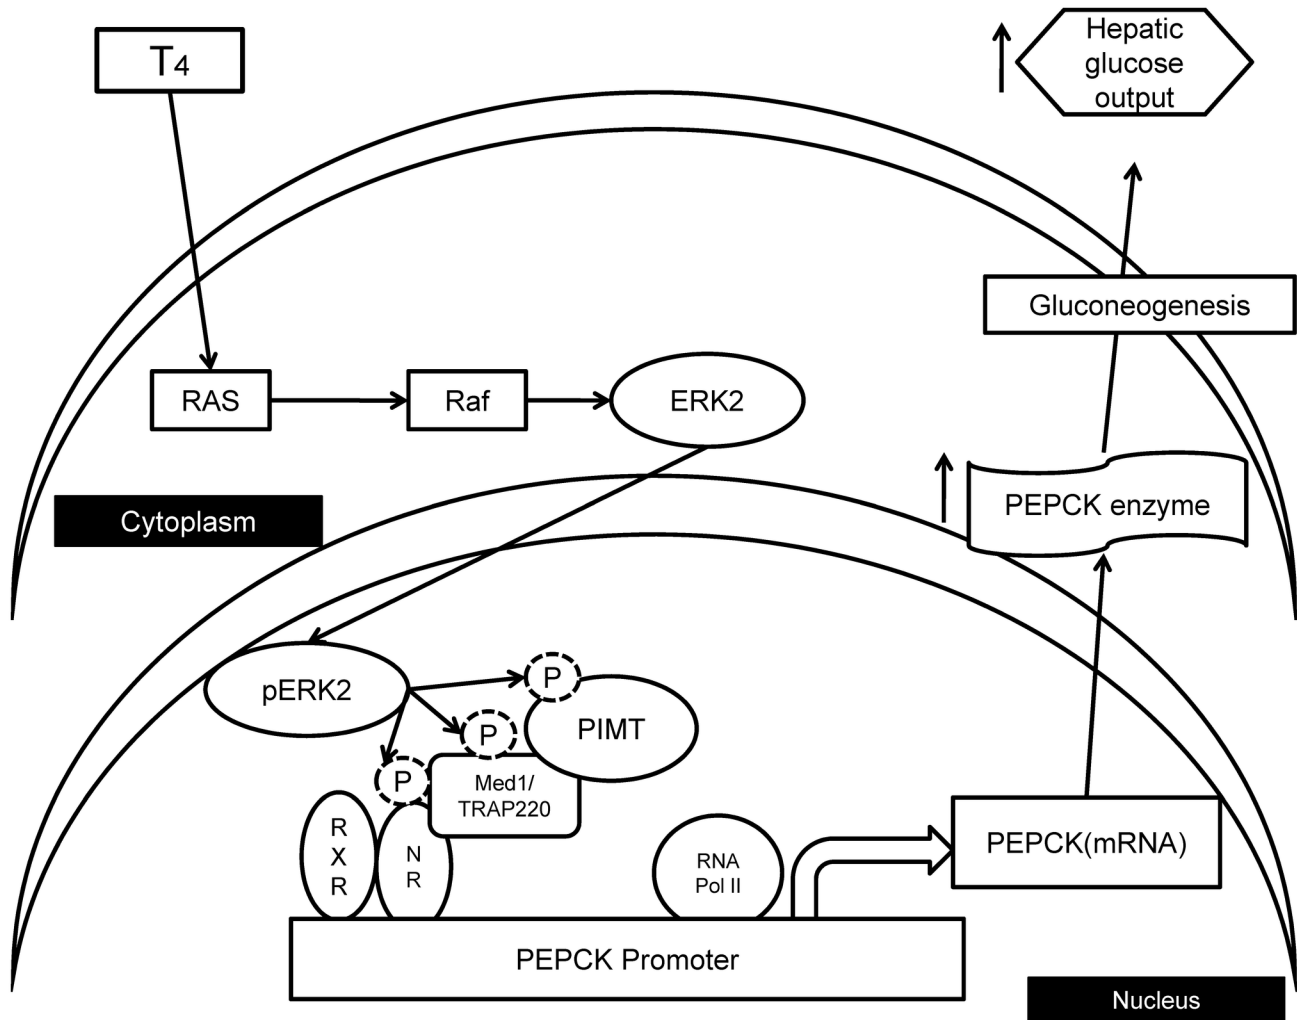 T4
Hepatic
glucose
output
Gluconeogenesis
RAS
Raf
ERK2
PEPCK enzyme
Cytoplasm
pERK2
P
P
P
PIMT
Med1/
TRAP220
R
X
R
N
R
RNA
Pol II
PEPCK(mRNA)
PEPCK Promoter
Nucleus